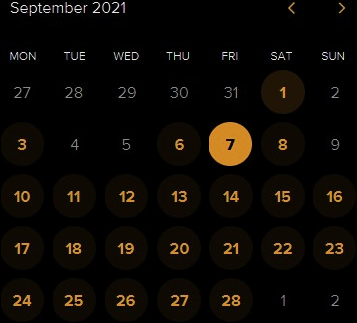 September 2021
MON TUE WED THU FRI SAT SUN
27 28 29 30 31 1 2
3 4 5 6 7 8 9
10 11 12 13 14 15 16
17 18 19 20 21 22 23
24 25 26 27 28 1 2